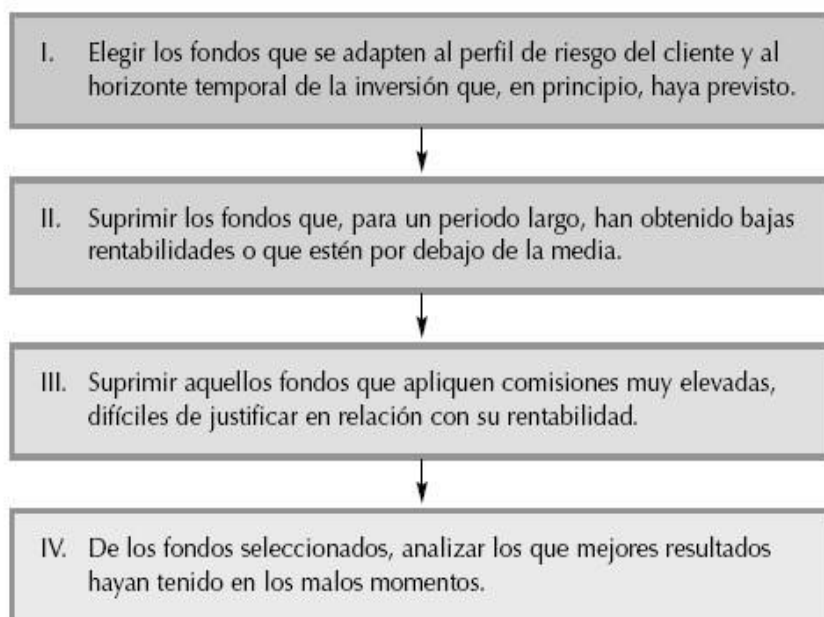 I. Elegir los fondos que se adapten al perfil de riesgo del cliente y al
horizonte temporal de la inversión que, en principio, haya previsto.
II. Suprimir los fondos que, para un periodo largo, han obtenido bajas
rentabilidades o que estén por debajo de la media.
III. Suprimir aquellos fondos que apliquen comisiones muy elevadas,
difíciles de justificar en relación con su rentabilidad.
IV. De los fondos seleccionados, analizar los que mejores resultados
hayan tenido en los malos momentos.